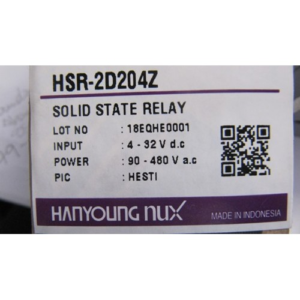 HSR-2D204Z
SOLID STATE RELAY
LOT NO : 18EQHE0001
INPUT : 4 - 32 V d.c
POWER : 90 - 480 V a.c
PIC : HESTI
HANYOUNG nux
MADE IN INDONESIA